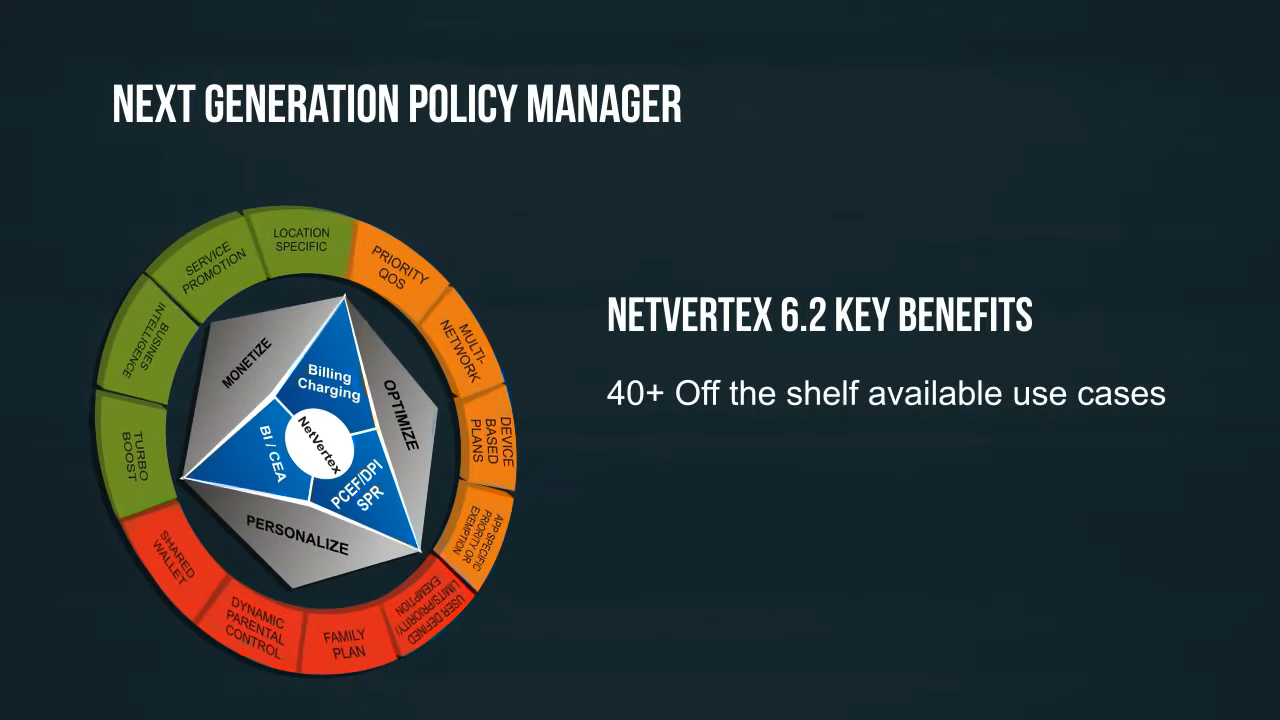 NEXT GENERATION POLICY MANAGER
LOCATION
SPECIFIC
PRIORITY
QOS
MULTI-
NETWORK
DEVICE
BASED
PLANS
APP SPECIFIC
PRIORITY OR
EXEMPTION
USER DEFINED
LIMITS/PRIORITY/
EXEMPTION
FAMILY
PLAN
DYNAMIC
PARENTAL
CONTROL
SHARED
WALLET
TURBO
BOOST
BUSINES
INTELLIGENCE
SERVICE
PROMOTION
MONETIZE
OPTIMIZE
PERSONALIZE
Billing
Charging
BI / CEA
PCEF/DPI
SPR
NetVertex
NETVERTEX 6.2 KEY BENEFITS
40+ Off the shelf available use cases